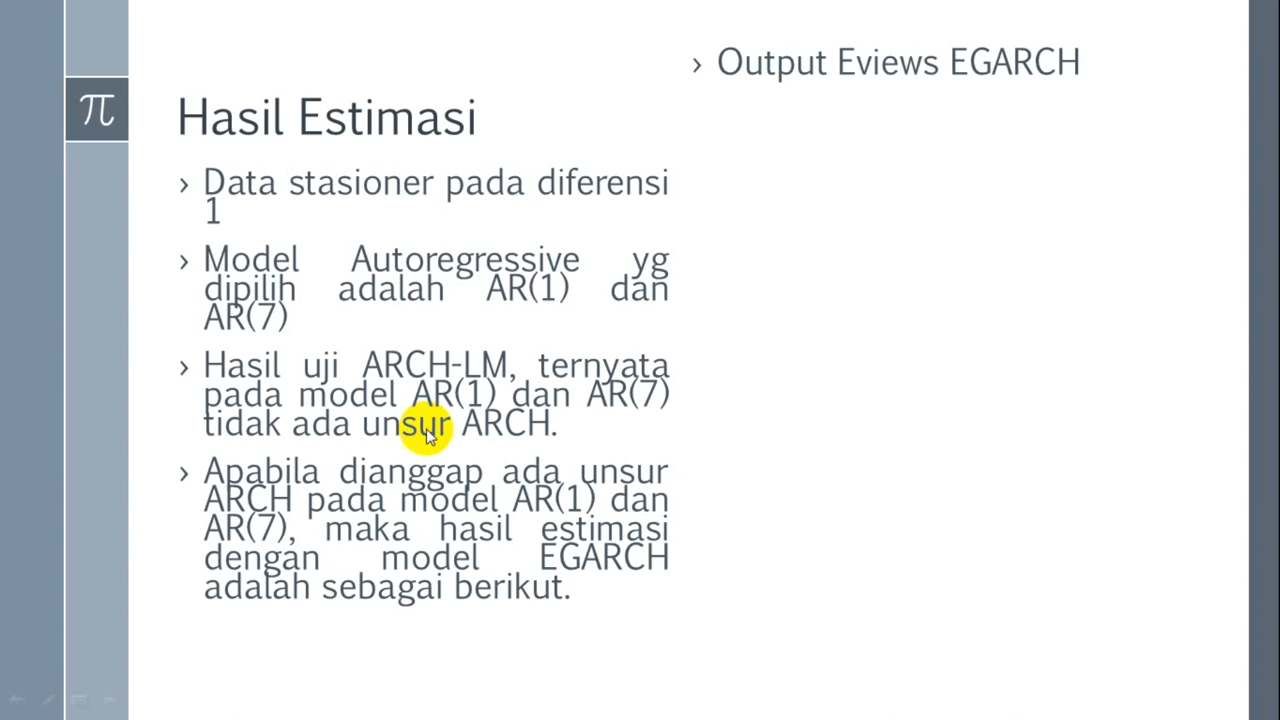 π
Hasil Estimasi
› Data stasioner pada diferensi
1
› Model Autoregressive yg
dipilih adalah AR(1) dan
AR(7)
› Hasil uji ARCH-LM, ternyata
pada model AR(1) dan AR(7)
tidak ada unsur ARCH.
› Apabila dianggap ada unsur
ARCH pada model AR(1) dan
AR(7), maka hasil estimasi
dengan model EGARCH
adalah sebagai berikut.
› Output Eviews EGARCH